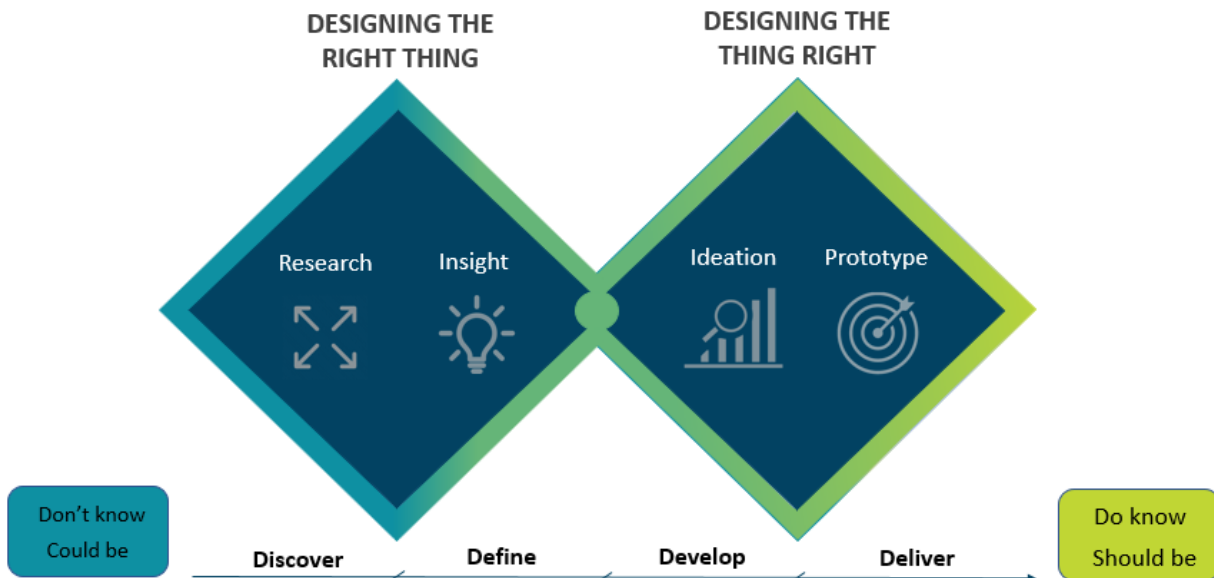 DESIGNING THE
RIGHT THING
DESIGNING THE
THING RIGHT
Research
Insight
Ideation
Prototype
Don’t know
Could be
Discover
Define
Develop
Deliver
Do know
Should be